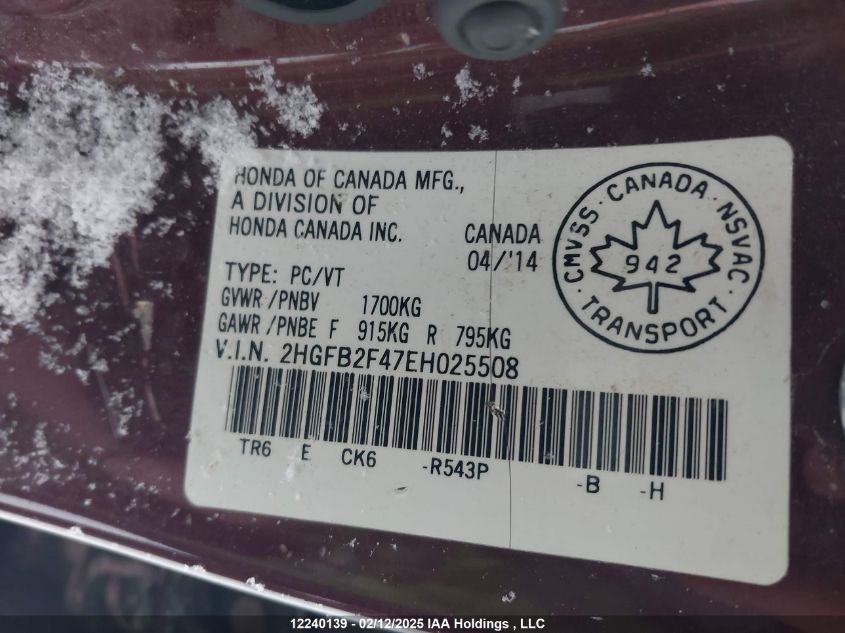 HONDA OF CANADA MFG.,
A DIVISION OF
HONDA CANADA INC.
CANADA
04/'14
TYPE: PC/VT
GVWR/PNBV 1700KG
GAWR/PNBE F 915KG R 795KG
V.I.N. 2HGFB2F47EH025508
TR6 E CK6 -R543P -B -H
CMVSS · CANADA · NSVAC
942
· TRANSPORT ·
12240139 - 02/12/2025 IAA Holdings , LLC